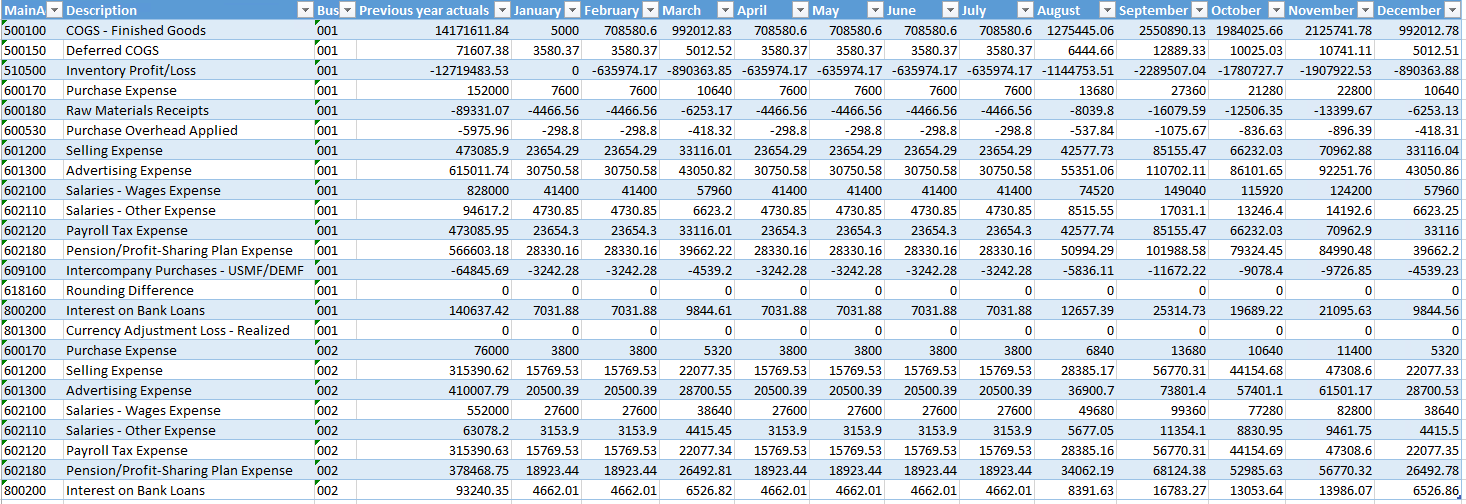 MainA Description Bus Previous year actuals January February March April May June July August September October November December
500100 COGS - Finished Goods 001 14171611.84 5000 708580.6 992012.83 708580.6 708580.6 708580.6 708580.6 1275445.06 2550890.13 1984025.66 2125741.78 992012.78
500150 Deferred COGS 001 71607.38 3580.37 3580.37 5012.52 3580.37 3580.37 3580.37 3580.37 6444.66 12889.33 10025.03 10741.11 5012.51
510500 Inventory Profit/Loss 001 -12719483.53 0 -635974.17 -890363.85 -635974.17 -635974.17 -635974.17 -635974.17 -1144753.51 -2289507.04 -1780727.7 -1907922.53 -890363.88
600170 Purchase Expense 001 152000 7600 7600 10640 7600 7600 7600 7600 13680 27360 21280 22800 10640
600180 Raw Materials Receipts 001 -89331.07 -4466.56 -4466.56 -6253.17 -4466.56 -4466.56 -4466.56 -4466.56 -8039.8 -16079.59 -12506.35 -13399.67 -6253.13
600530 Purchase Overhead Applied 001 -5975.96 -298.8 -298.8 -418.32 -298.8 -298.8 -298.8 -298.8 -537.84 -1075.67 -836.63 -896.39 -418.31
601200 Selling Expense 001 473085.9 23654.29 23654.29 33116.01 23654.29 23654.29 23654.29 23654.29 42577.73 85155.47 66232.03 70962.88 33116.04
601300 Advertising Expense 001 615011.74 30750.58 30750.58 43050.82 30750.58 30750.58 30750.58 30750.58 55351.06 110702.11 86101.65 92251.76 43050.86
602100 Salaries - Wages Expense 001 828000 41400 41400 57960 41400 41400 41400 41400 74520 149040 115920 124200 57960
602110 Salaries - Other Expense 001 94617.2 4730.85 4730.85 6623.2 4730.85 4730.85 4730.85 4730.85 8515.55 17031.1 13246.4 14192.6 6623.25
602120 Payroll Tax Expense 001 473085.95 23654.3 23654.3 33116.01 23654.3 23654.3 23654.3 23654.3 42577.74 85155.47 66232.03 70962.9 33116
602180 Pension/Profit-Sharing Plan Expense 001 566603.18 28330.16 28330.16 39662.22 28330.16 28330.16 28330.16 28330.16 50994.29 101988.58 79324.45 84990.48 39662.2
609100 Intercompany Purchases - USMF/DEMF 001 -64845.69 -3242.28 -3242.28 -4539.2 -3242.28 -3242.28 -3242.28 -3242.28 -5836.11 -11672.22 -9078.4 -9726.85 -4539.23
618160 Rounding Difference 001 0 0 0 0 0 0 0 0 0 0 0 0 0
800200 Interest on Bank Loans 001 140637.42 7031.88 7031.88 9844.61 7031.88 7031.88 7031.88 7031.88 12657.39 25314.73 19689.22 21095.63 9844.56
801300 Currency Adjustment Loss - Realized 001 0 0 0 0 0 0 0 0 0 0 0 0 0
600170 Purchase Expense 002 76000 3800 3800 5320 3800 3800 3800 3800 6840 13680 10640 11400 5320
601200 Selling Expense 002 315390.62 15769.53 15769.53 22077.35 15769.53 15769.53 15769.53 15769.53 28385.17 56770.31 44154.68 47308.6 22077.33
601300 Advertising Expense 002 410007.79 20500.39 20500.39 28700.55 20500.39 20500.39 20500.39 20500.39 36900.7 73801.4 57401.1 61501.17 28700.53
602100 Salaries - Wages Expense 002 552000 27600 27600 38640 27600 27600 27600 27600 49680 99360 77280 82800 38640
602110 Salaries - Other Expense 002 63078.2 3153.9 3153.9 4415.45 3153.9 3153.9 3153.9 3153.9 5677.05 11354.1 8830.95 9461.75 4415.5
602120 Payroll Tax Expense 002 315390.63 15769.53 15769.53 22077.34 15769.53 15769.53 15769.53 15769.53 28385.16 56770.31 44154.69 47308.6 22077.35
602180 Pension/Profit-Sharing Plan Expense 002 378468.75 18923.44 18923.44 26492.81 18923.44 18923.44 18923.44 18923.44 34062.19 68124.38 52985.63 56770.32 26492.78
800200 Interest on Bank Loans 002 93240.35 4662.01 4662.01 6526.82 4662.01 4662.01 4662.01 4662.01 8391.63 16783.27 13053.64 13986.07 6526.86